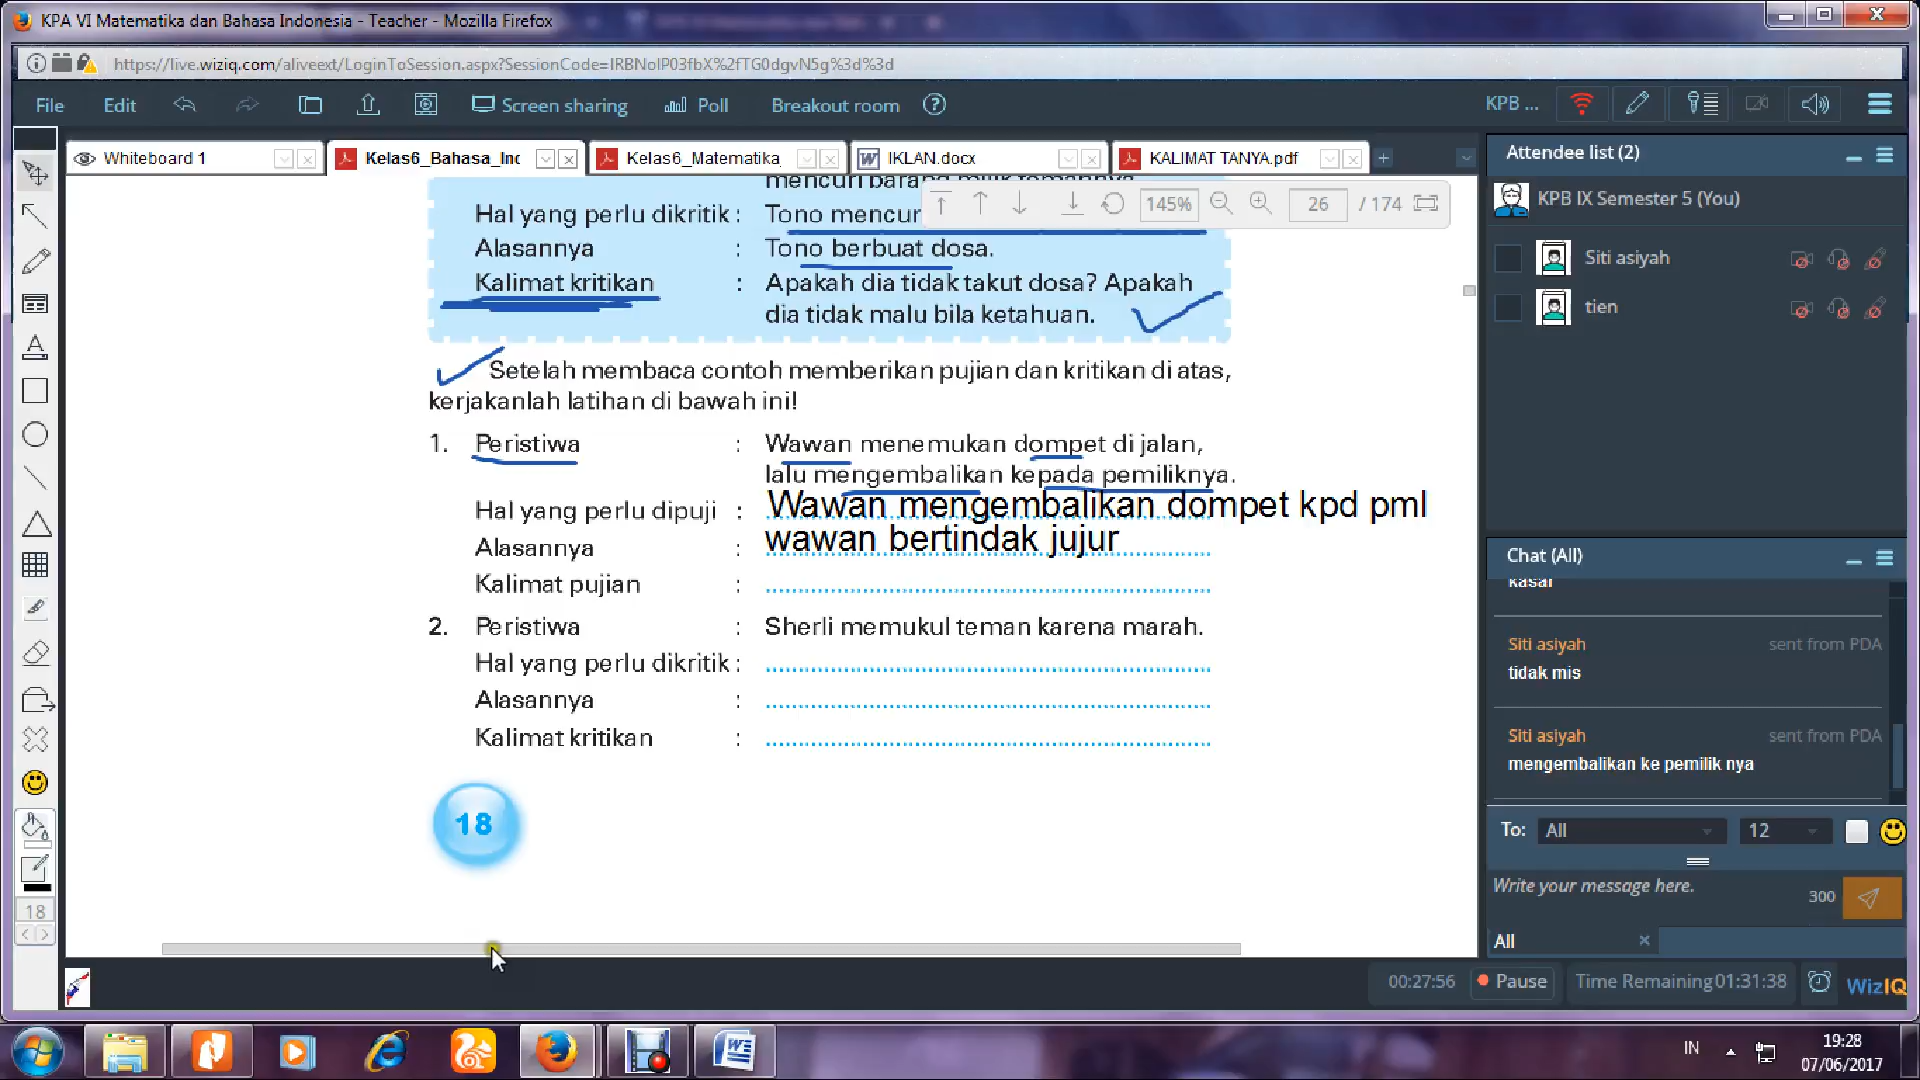 KPA VI Matematika dan Bahasa Indonesia - Teacher - Mozilla Firefox
https://live.wiziq.com/aliveext/LoginToSession.aspx?SessionCode=IRBNoIP03fbX%2fTG0dgvN5g%3d%3d
File Edit Screen sharing Poll Breakout room ? KPB ...
Whiteboard 1 Kelas6_Bahasa_Inc Kelas6_Matematika_ IKLAN.docx KALIMAT TANYA.pdf
mencuri barang milik temannya.
145% 26 / 174
Hal yang perlu dikritik : Tono mencur
Alasannya : Tono berbuat dosa.
Kalimat kritikan : Apakah dia tidak takut dosa? Apakah
dia tidak malu bila ketahuan.
Setelah membaca contoh memberikan pujian dan kritikan di atas,
kerjakanlah latihan di bawah ini!
1. Peristiwa : Wawan menemukan dompet di jalan,
lalu mengembalikan kepada pemiliknya.
Hal yang perlu dipuji : Wawan mengembalikan dompet kpd pml
Alasannya : wawan bertindak jujur
Kalimat pujian :
2. Peristiwa : Sherli memukul teman karena marah.
Hal yang perlu dikritik :
Alasannya :
Kalimat kritikan :
18
18
Attendee list (2)
KPB IX Semester 5 (You)
Siti asiyah
tien
Chat (All)
kasar
Siti asiyah sent from PDA
tidak mis
Siti asiyah sent from PDA
mengembalikan ke pemilik nya
To: All 12
Write your message here. 300
All
00:27:56 Pause Time Remaining 01:31:38 WizIQ
IN 19:28
07/06/2017